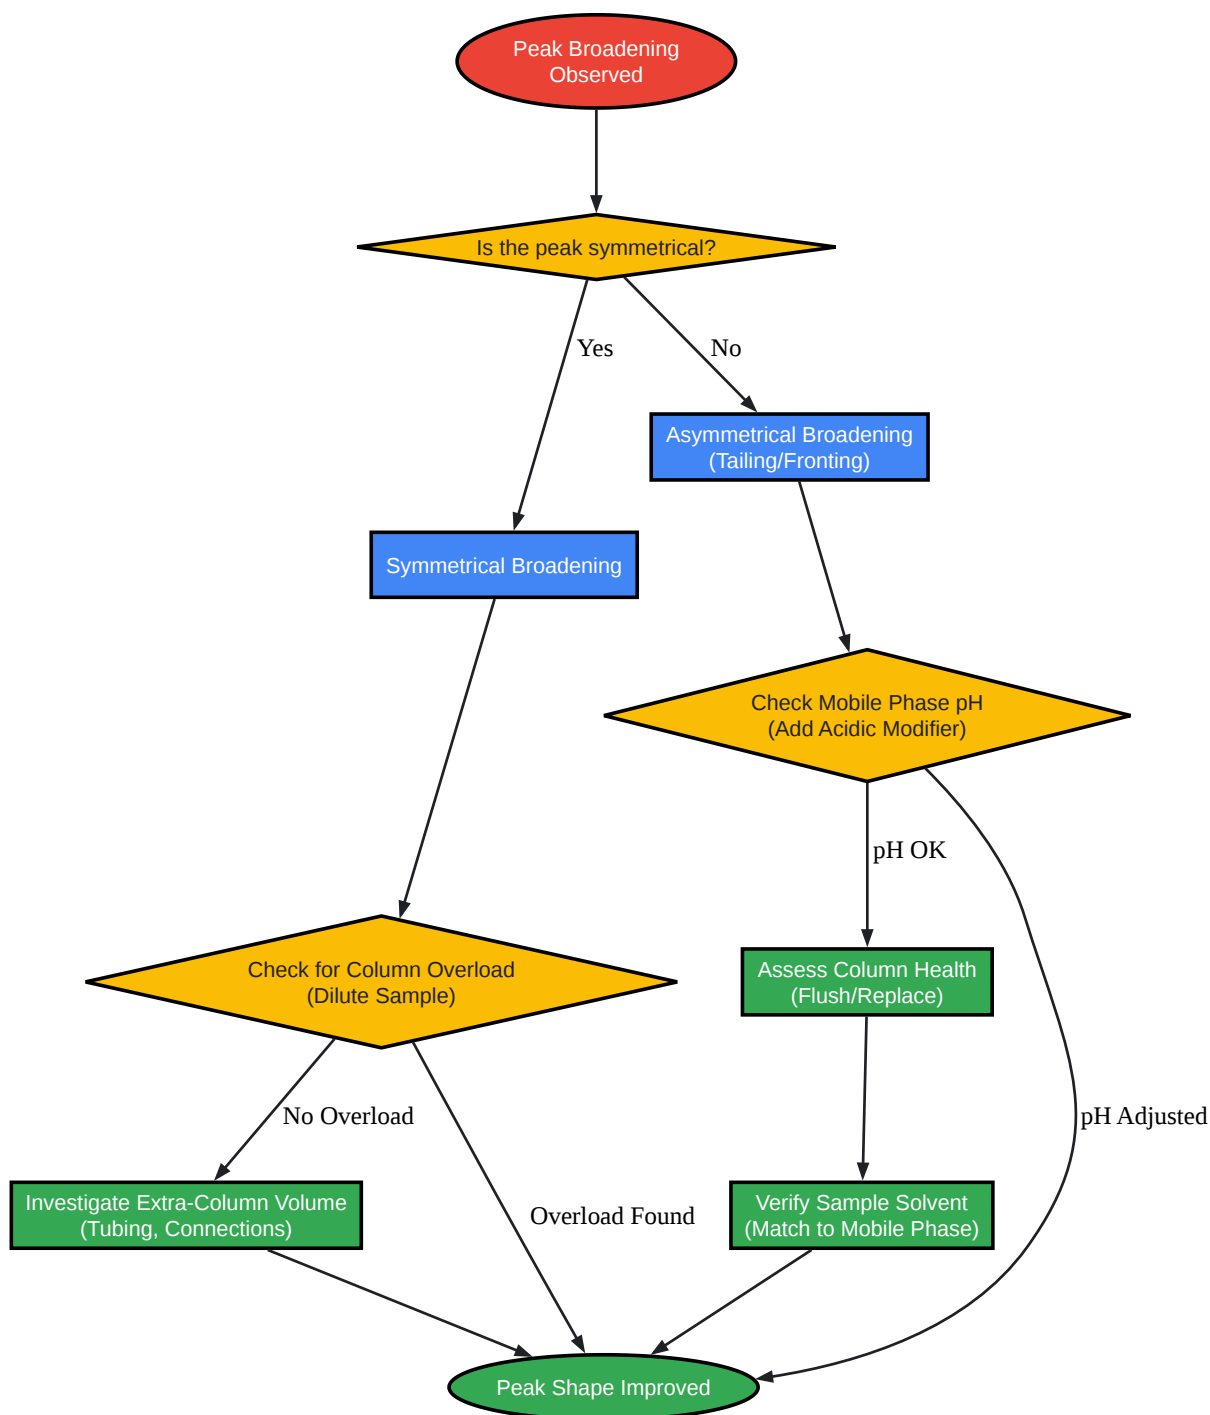 Peak Broadening
Observed
Is the peak symmetrical?
Yes
No
Asymmetrical Broadening
(Tailing/Fronting)
Symmetrical Broadening
Check Mobile Phase pH
(Add Acidic Modifier)
pH OK
Check for Column Overload
(Dilute Sample)
Assess Column Health
(Flush/Replace)
No Overload
pH Adjusted
Investigate Extra-Column Volume
(Tubing, Connections)
Overload Found
Verify Sample Solvent
(Match to Mobile Phase)
Peak Shape Improved